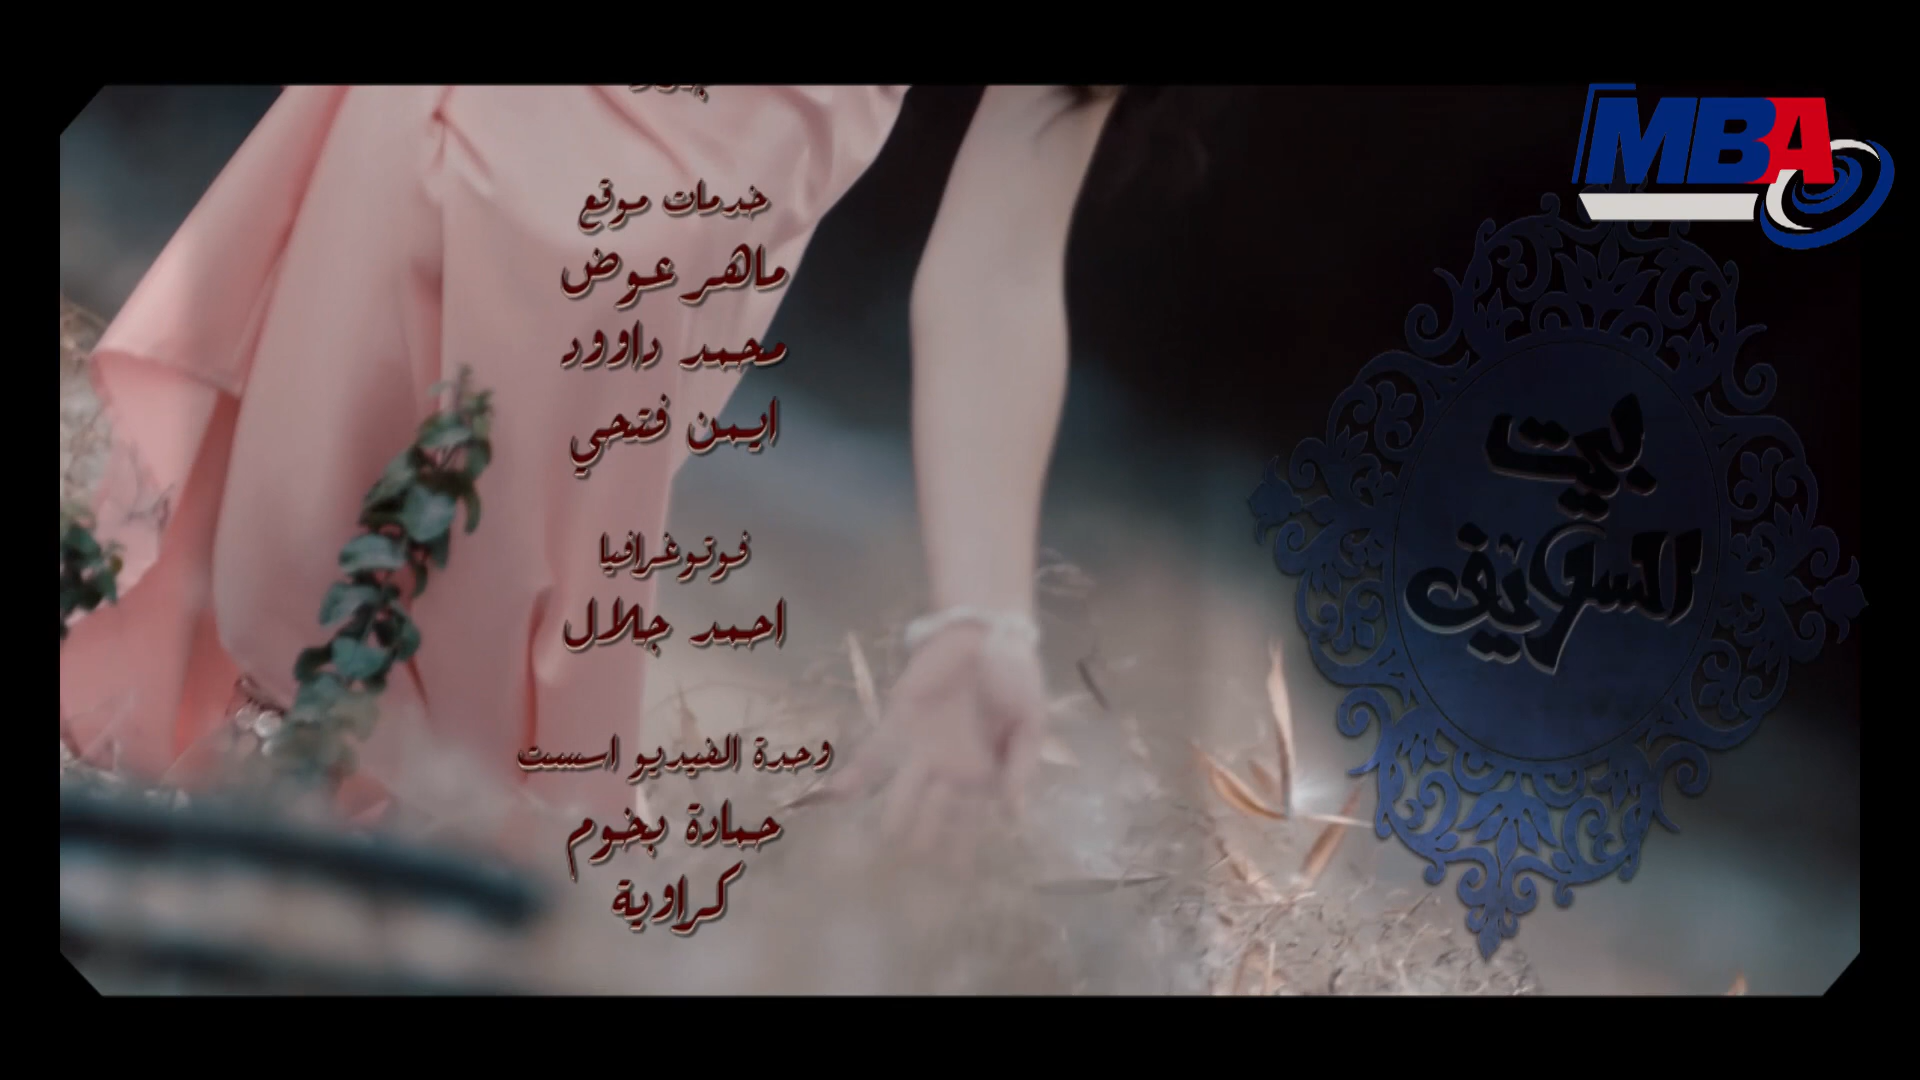 MBA
خدمات موقع
ماهر عوض
محمد داوود
ايمن فتحي
فوتوغرافيا
احمد جلال
وحدة الفيديو اسست
حمادة بخوم
كراوية
بيت
السويفي